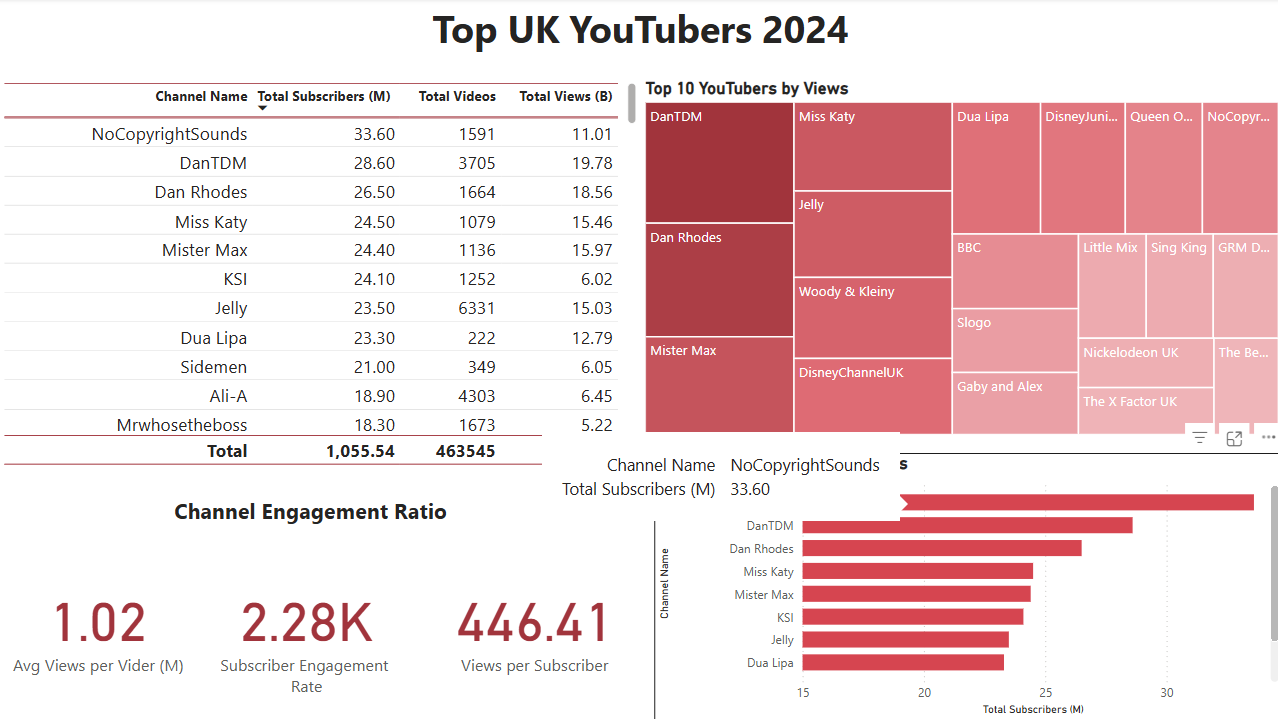 Top UK YouTubers 2024
Channel Name Total Subscribers (M) Total Videos Total Views (B)
NoCopyrightSounds 33.60 1591 11.01
DanTDM 28.60 3705 19.78
Dan Rhodes 26.50 1664 18.56
Miss Katy 24.50 1079 15.46
Mister Max 24.40 1136 15.97
KSI 24.10 1252 6.02
Jelly 23.50 6331 15.03
Dua Lipa 23.30 222 12.79
Sidemen 21.00 349 6.05
Ali-A 18.90 4303 6.45
Mrwhosetheboss 18.30 1673 5.22
Total 1,055.54 463545
Top 10 YouTubers by Views
DanTDM
Dan Rhodes
Mister Max
Miss Katy
Jelly
Woody & Kleiny
DisneyChannelUK
Dua Lipa
DisneyJuni...
Queen O...
NoCopyr...
BBC
Slogo
Gaby and Alex
Little Mix
Sing King
GRM D...
Nickelodeon UK
The X Factor UK
The Be...
Channel Engagement Ratio
1.02
Avg Views per Vider (M)
2.28K
Subscriber Engagement
Rate
446.41
Views per Subscriber
s
Channel Name NoCopyrightSounds
Total Subscribers (M) 33.60
Channel Name
DanTDM
Dan Rhodes
Miss Katy
Mister Max
KSI
Jelly
Dua Lipa
15 20 25 30
Total Subscribers (M)